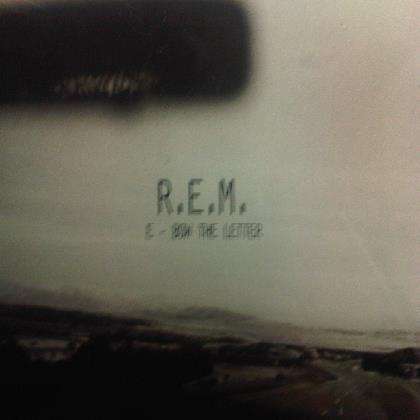 R.E.M.
E - BOW THE LETTER